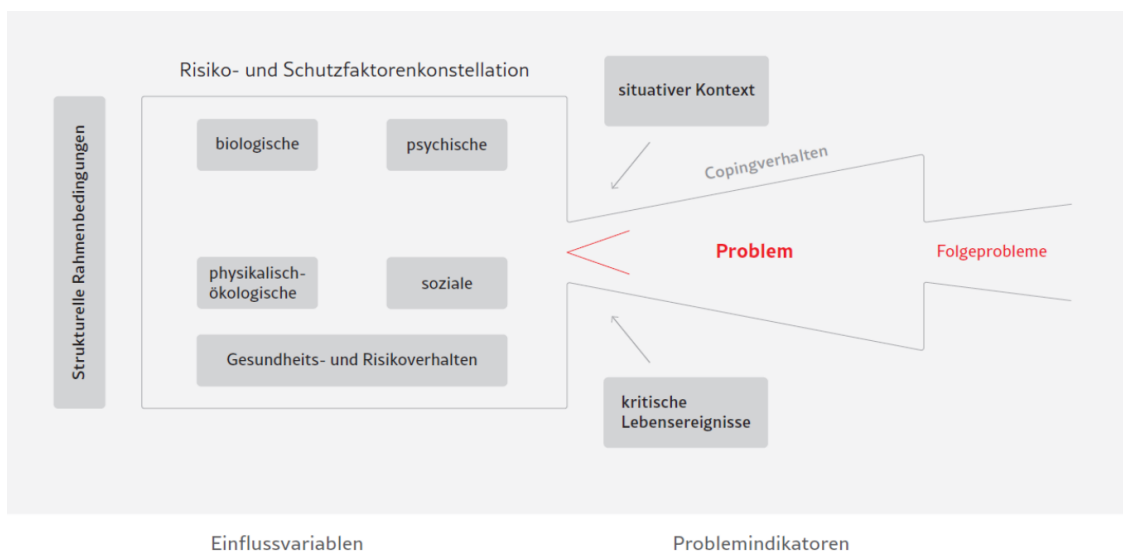 Risiko- und Schutzfaktorenkonstellation
Strukturelle Rahmenbedingungen
biologische
psychische
physikalisch-
ökologische
soziale
Gesundheits- und Risikoverhalten
situativer Kontext
Copingverhalten
Problem
Folgeprobleme
kritische
Lebensereignisse
Einflussvariablen
Problemindikatoren